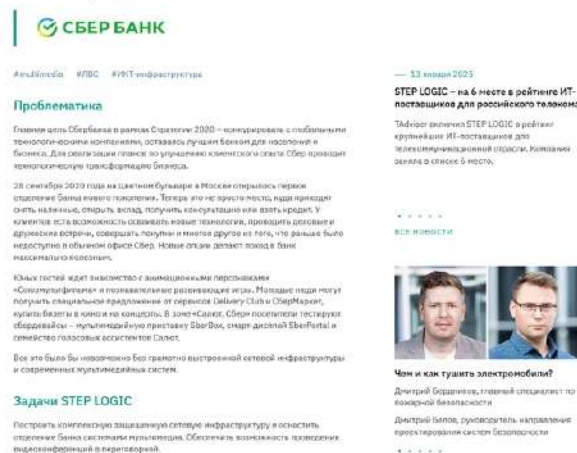 СБЕР БАНК
#multimedia #ЛВС #ИКТ-инфраструктура
Проблематика
Главная цель Сбербанка в рамках Стратегии 2020 – конкурировать с глобальными
технологическими компаниями, оставаясь лучшим банком для населения и
бизнеса. Для реализации планов по улучшению клиентского опыта Сбер проводит
технологическую трансформацию бизнеса.
28 сентября 2020 года на Цветном бульваре в Москве открылось первое
отделение банка нового поколения. Теперь это не просто место, куда приходят
снять наличные, открыть вклад, получить консультацию или взять кредит. У
клиентов есть возможность осваивать новые технологии, проводить деловые и
дружеские встречи, совершать покупки и многое другое из того, что раньше было
недоступно в обычном офисе Сбер. Новые опции делают поход в банк
максимально полезным.
Юных гостей ждет знакомство с анимационными персонажами
«Союзмультфильма» и познавательные развивающие игры. Молодые люди могут
получить специальное предложение от сервисов Delivery Club и СберМаркет,
купить билеты в кино и на концерты. В зоне «Салют, Сбер» посетители тестируют
сбердевайсы – мультимедийную приставку SberBox, смарт-дисплей SberPortal и
семейство голосовых ассистентов Салют.
Все это было бы невозможно без грамотно выстроенной сетевой инфраструктуры
и современных мультимедийных систем.
Задачи STEP LOGIC
Построить комплексную защищенную сетевую инфраструктуру и оснастить
отделение банка системами мультимедиа. Обеспечить возможность проведения
видеоконференций в переговорной.
— 13 января 2025
STEP LOGIC – на 6 месте в рейтинге ИТ-
поставщиков для российского телекома
TAdviser включил STEP LOGIC в рейтинг
крупнейших ИТ-поставщиков для
телекоммуникационной отрасли. Компания
заняла в списке 6 место.
ВСЕ НОВОСТИ
Чем и как тушить электромобили?
Дмитрий Бордников, главный специалист по
пожарной безопасности
Дмитрий Белов, руководитель направления
проектирования систем безопасности